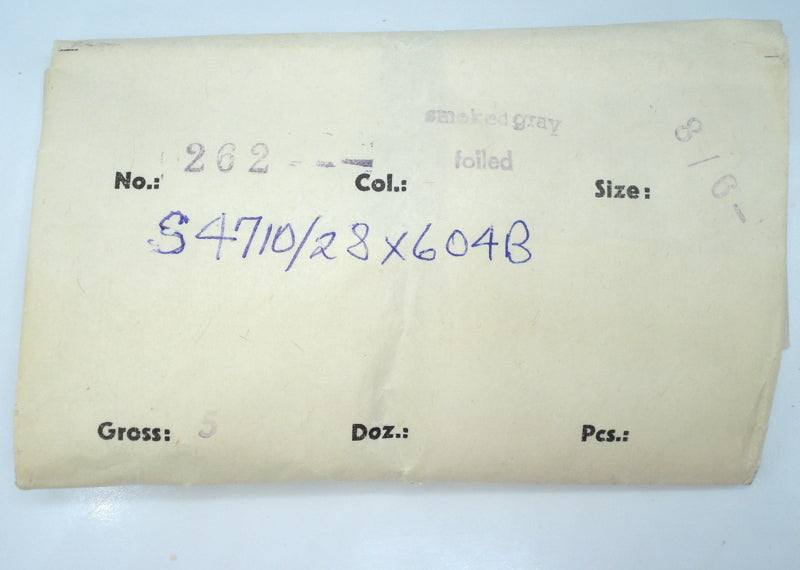 smoked gray
No.: 262 --- Col.: foiled Size: 8/6-
S4710/28X604B
Gross: 5 Doz.: Pcs.: